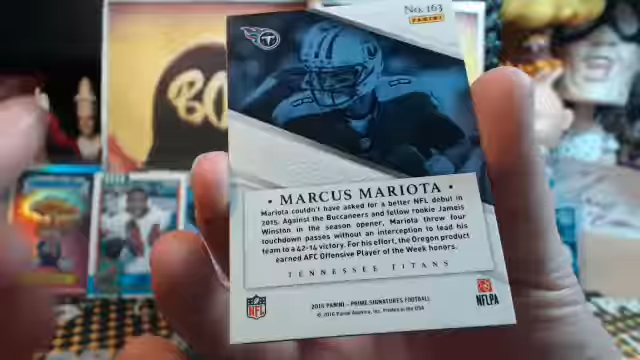 No. 163
PANINI
BO
• MARCUS MARIOTA •
Mariota couldn't have asked for a better NFL debut in
2015. Against the Buccaneers and fellow rookie Jameis
Winston in the season opener, Mariota threw four
touchdown passes without an interception to lead his
team to a 42-14 victory. For his effort, the Oregon product
earned AFC Offensive Player of the Week honors.
TENNESSEE TITANS
NFL
2015 PANINI - PRIME SIGNATURES FOOTBALL
© 2016 Panini America, Inc. Printed in the USA
NFLPA